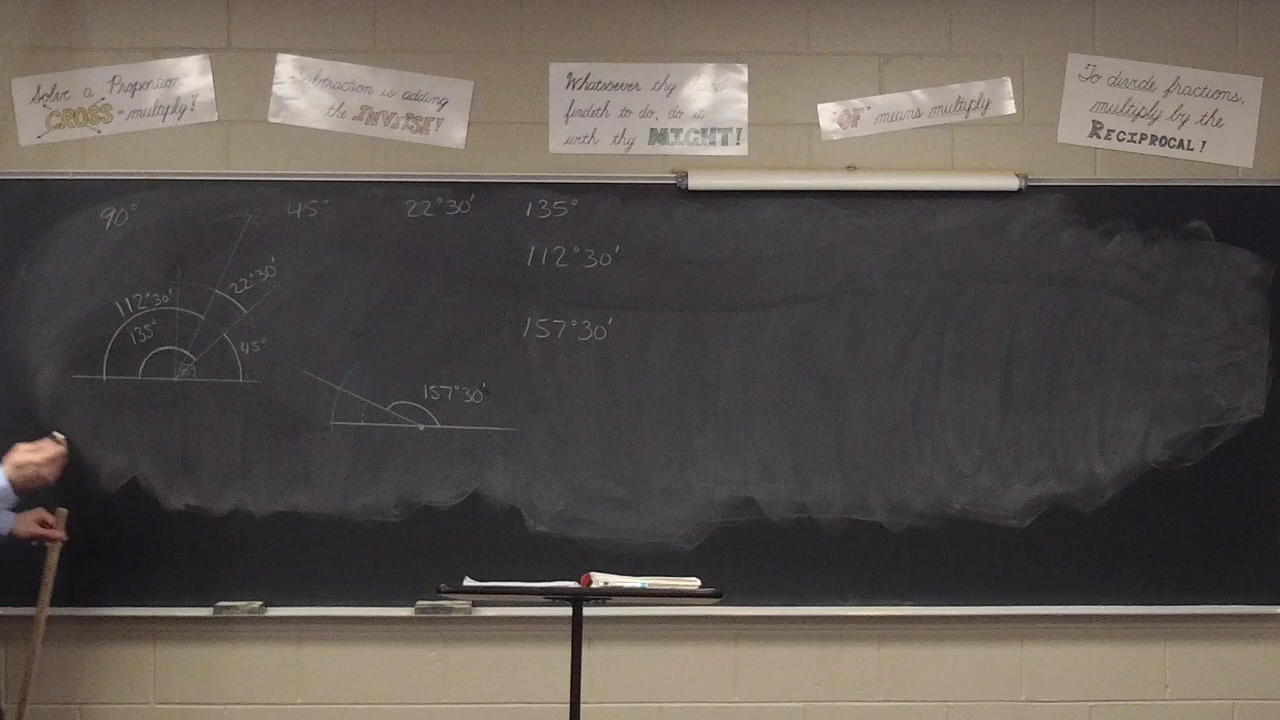 Solve a Proportion
"CROSS"-multiply!
Subtraction is adding
the INVERSE!
Whatsoever thy hand
findeth to do, do it
with thy MIGHT!
"OF" means multiply
To divide fractions,
multiply by the
RECIPROCAL!
90° 45° 22°30' 135°
112°30'
157°30'
22°30'
112°30'
135°
45°
157°30'